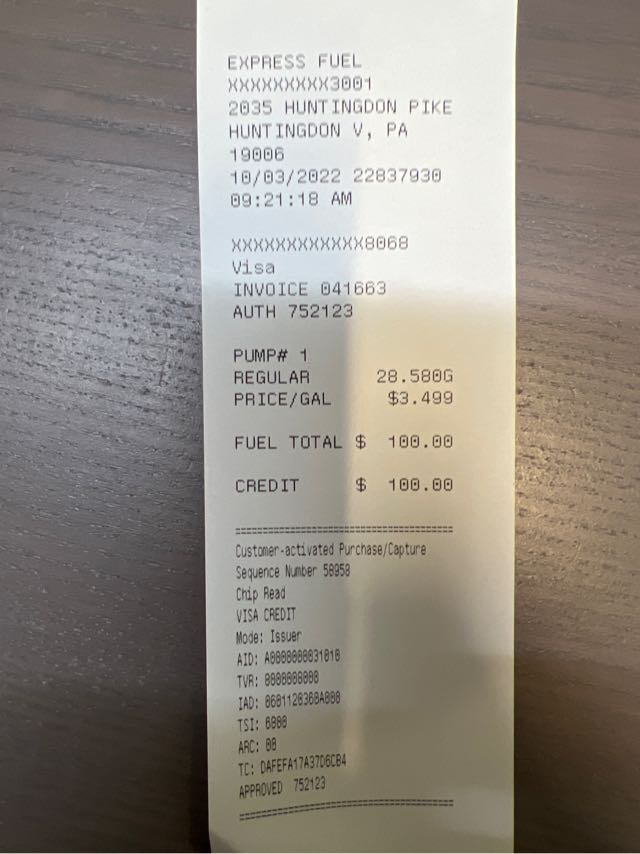 EXPRESS FUEL
XXXXXXXXX3001
2035 HUNTINGDON PIKE
HUNTINGDON V, PA
19006
10/03/2022 22837930
09:21:18 AM
XXXXXXXXXXXX8068
Visa
INVOICE 041663
AUTH 752123
PUMP# 1
REGULAR 28.580G
PRICE/GAL $3.499
FUEL TOTAL $ 100.00
CREDIT $ 100.00
=====================================
Customer-activated Purchase/Capture
Sequence Number 58958
Chip Read
VISA CREDIT
Mode: Issuer
AID: A0000000031010
TVR: 0000008000
IAD: 0601120360A000
TSI: 6800
ARC: 00
TC: DAFEFA17A37D6CB4
APPROVED 752123
=====================================